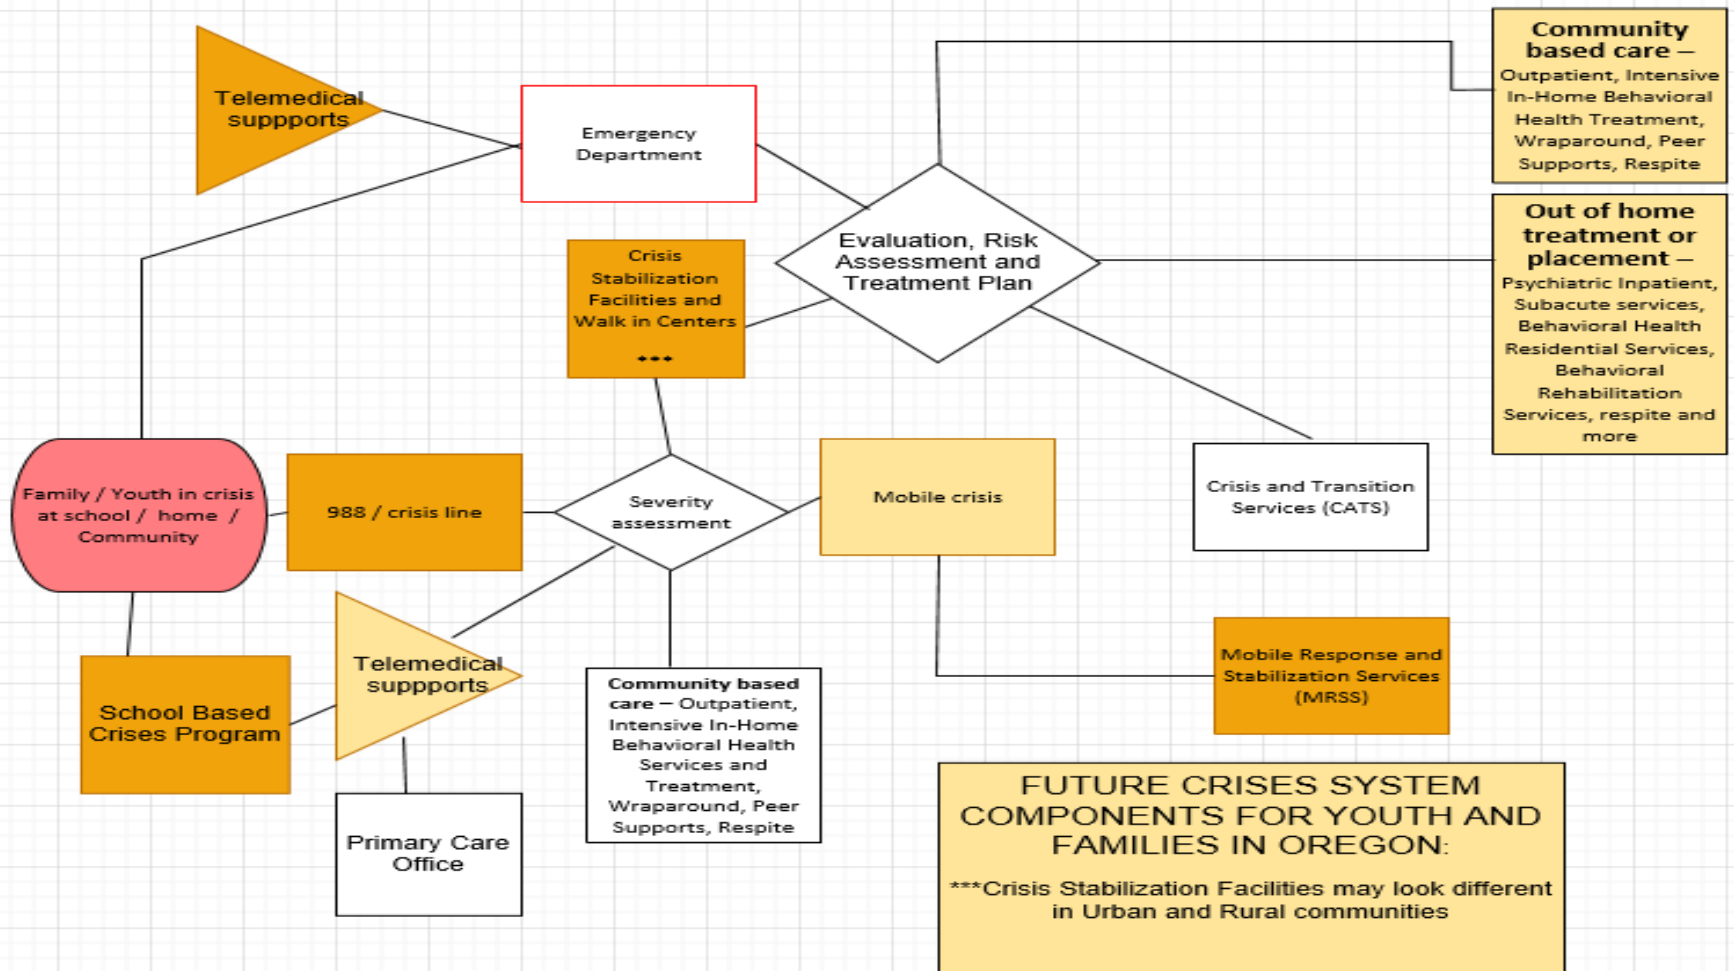 Telemedical
suppports
Emergency
Department
Community
based care –
Outpatient, Intensive
In-Home Behavioral
Health Treatment,
Wraparound, Peer
Supports, Respite
Evaluation, Risk
Assessment and
Treatment Plan
Out of home
treatment or
placement –
Psychiatric Inpatient,
Subacute services,
Behavioral Health
Residential Services,
Behavioral
Rehabilitation
Services, respite and
more
Crisis
Stabilization
Facilities and
Walk in Centers
***
Family / Youth in crisis
at school / home /
Community
988 / crisis line
Severity
assessment
Mobile crisis
Crisis and Transition
Services (CATS)
School Based
Crises Program
Telemedical
suppports
Primary Care
Office
Community based
care – Outpatient,
Intensive In-Home
Behavioral Health
Services and
Treatment,
Wraparound, Peer
Supports, Respite
Mobile Response and
Stabilization Services
(MRSS)
FUTURE CRISES SYSTEM
COMPONENTS FOR YOUTH AND
FAMILIES IN OREGON:
***Crisis Stabilization Facilities may look different
in Urban and Rural communities